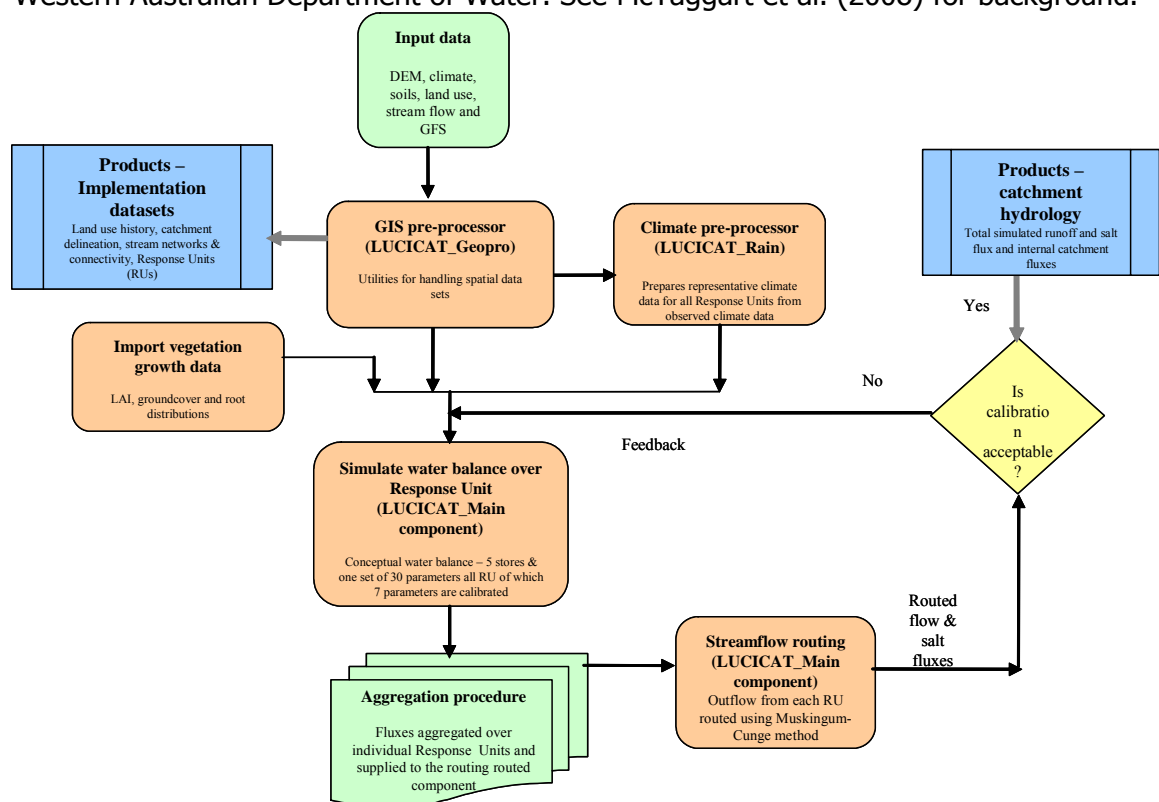 Western Australian Department of Water. See McTaggart et al. (2008) for background.
Input data
DEM, climate,
soils, land use,
stream flow and
GFS
Products –
Implementation
datasets
Land use history, catchment
delineation, stream networks &
connectivity, Response Units
(RUs)
GIS pre-processor
(LUCICAT_Geopro)
Utilities for handling spatial data
sets
Climate pre-processor
(LUCICAT_Rain)
Prepares representative climate
data for all Response Units from
observed climate data
Products –
catchment
hydrology
Total simulated runoff and salt
flux and internal catchment
fluxes
Yes
Import vegetation
growth data
LAI, groundcover and root
distributions
No
Is
calibratio
n
acceptable
?
Feedback
Simulate water balance over
Response Unit
(LUCICAT_Main
component)
Conceptual water balance – 5 stores &
one set of 30 parameters all RU of which
7 parameters are calibrated
Routed
flow &
salt
fluxes
Streamflow routing
(LUCICAT_Main
component)
Outflow from each RU
routed using Muskingum-
Cunge method
Aggregation procedure
Fluxes aggregated over
individual Response Units and
supplied to the routing routed
component